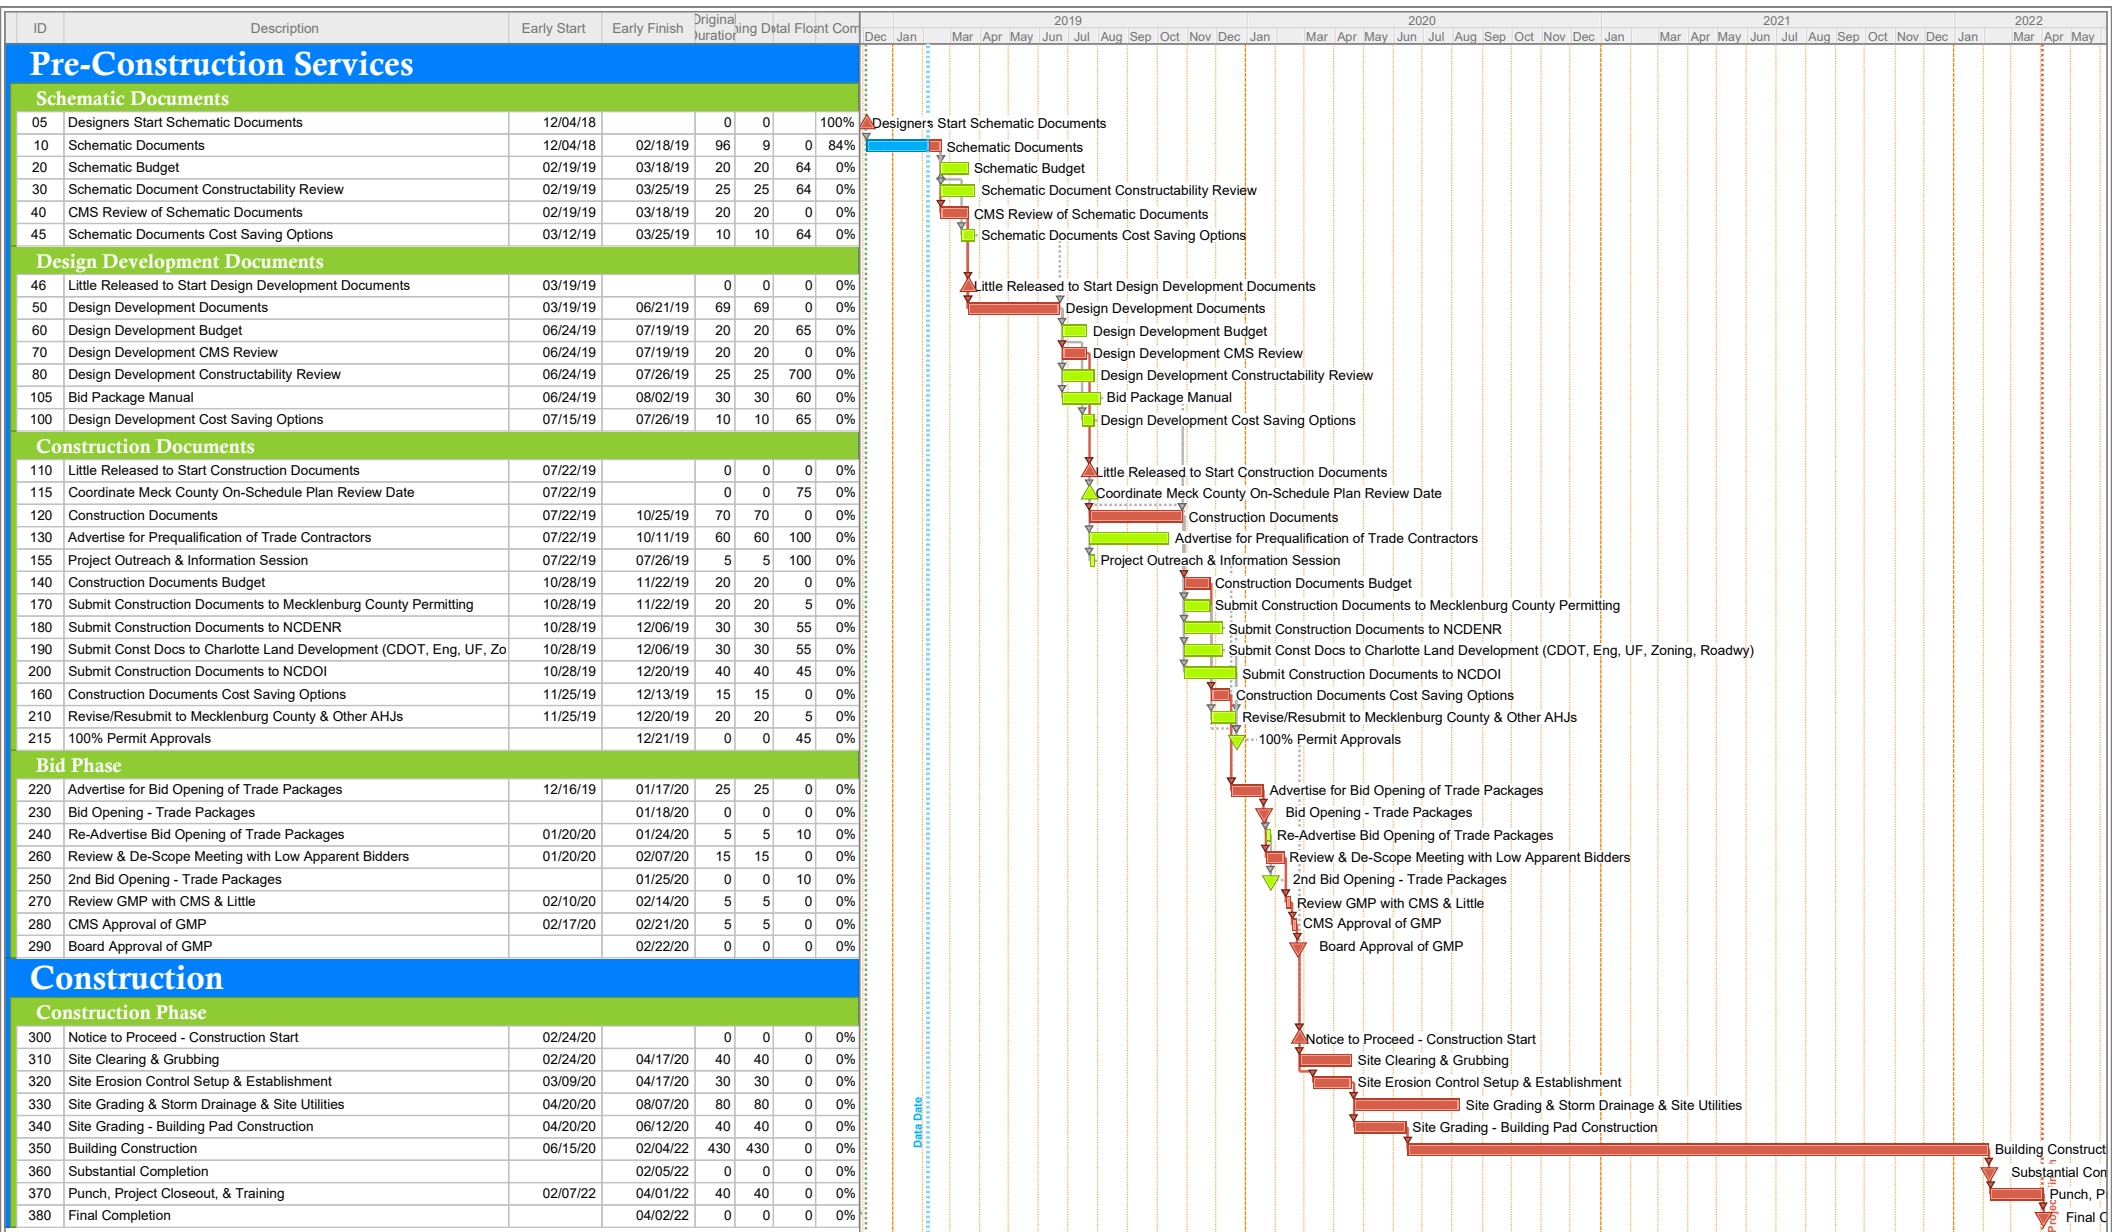 2019 2020 2021 2022
ID Description Early Start Early Finish Original Duration
Dec Jan Mar Apr May Jun Jul Aug Sep Oct Nov Dec Jan Mar Apr May Jun Jul Aug Sep Oct Nov Dec Jan Mar Apr May Jun Jul Aug Sep Oct Nov Dec Jan Mar Apr May
Pre-Construction Services
Schematic Documents
05 Designers Start Schematic Documents 12/04/18 0 0 100% Designers Start Schematic Documents
10 Schematic Documents 12/04/18 02/18/19 96 9 0 84% Schematic Documents
20 Schematic Budget 02/19/19 03/18/19 20 20 64 0% Schematic Budget
30 Schematic Document Constructability Review 02/19/19 03/25/19 25 25 64 0% Schematic Document Constructability Review
40 CMS Review of Schematic Documents 02/19/19 03/18/19 20 20 0 0% CMS Review of Schematic Documents
45 Schematic Documents Cost Saving Options 03/12/19 03/25/19 10 10 64 0% Schematic Documents Cost Saving Options
Design Development Documents
46 Little Released to Start Design Development Documents 03/19/19 0 0 0 0% Little Released to Start Design Development Documents
50 Design Development Documents 03/19/19 06/21/19 69 69 0 0% Design Development Documents
60 Design Development Budget 06/24/19 07/19/19 20 20 65 0% Design Development Budget
70 Design Development CMS Review 06/24/19 07/19/19 20 20 0 0% Design Development CMS Review
80 Design Development Constructability Review 06/24/19 07/26/19 25 25 700 0% Design Development Constructability Review
105 Bid Package Manual 06/24/19 08/02/19 30 30 60 0% Bid Package Manual
100 Design Development Cost Saving Options 07/15/19 07/26/19 10 10 65 0% Design Development Cost Saving Options
Construction Documents
110 Little Released to Start Construction Documents 07/22/19 0 0 0 0% Little Released to Start Construction Documents
115 Coordinate Meck County On-Schedule Plan Review Date 07/22/19 0 0 75 0% Coordinate Meck County On-Schedule Plan Review Date
120 Construction Documents 07/22/19 10/25/19 70 70 0 0% Construction Documents
130 Advertise for Prequalification of Trade Contractors 07/22/19 10/11/19 60 60 100 0% Advertise for Prequalification of Trade Contractors
155 Project Outreach & Information Session 07/22/19 07/26/19 5 5 100 0% Project Outreach & Information Session
140 Construction Documents Budget 10/28/19 11/22/19 20 20 0 0% Construction Documents Budget
170 Submit Construction Documents to Mecklenburg County Permitting 10/28/19 11/22/19 20 20 5 0% Submit Construction Documents to Mecklenburg County Permitting
180 Submit Construction Documents to NCDENR 10/28/19 12/06/19 30 30 55 0% Submit Construction Documents to NCDENR
190 Submit Const Docs to Charlotte Land Development (CDOT, Eng, UF, Zo 10/28/19 12/06/19 30 30 55 0% Submit Const Docs to Charlotte Land Development (CDOT, Eng, UF, Zoning, Roadwy)
200 Submit Construction Documents to NCDOI 10/28/19 12/20/19 40 40 45 0% Submit Construction Documents to NCDOI
160 Construction Documents Cost Saving Options 11/25/19 12/13/19 15 15 0 0% Construction Documents Cost Saving Options
210 Revise/Resubmit to Mecklenburg County & Other AHJs 11/25/19 12/20/19 20 20 5 0% Revise/Resubmit to Mecklenburg County & Other AHJs
215 100% Permit Approvals 12/21/19 0 0 45 0% 100% Permit Approvals
Bid Phase
220 Advertise for Bid Opening of Trade Packages 12/16/19 01/17/20 25 25 0 0% Advertise for Bid Opening of Trade Packages
230 Bid Opening - Trade Packages 01/18/20 0 0 0 0% Bid Opening - Trade Packages
240 Re-Advertise Bid Opening of Trade Packages 01/20/20 01/24/20 5 5 10 0% Re-Advertise Bid Opening of Trade Packages
260 Review & De-Scope Meeting with Low Apparent Bidders 01/20/20 02/07/20 15 15 0 0% Review & De-Scope Meeting with Low Apparent Bidders
250 2nd Bid Opening - Trade Packages 01/25/20 0 0 10 0% 2nd Bid Opening - Trade Packages
270 Review GMP with CMS & Little 02/10/20 02/14/20 5 5 0 0% Review GMP with CMS & Little
280 CMS Approval of GMP 02/17/20 02/21/20 5 5 0 0% CMS Approval of GMP
290 Board Approval of GMP 02/22/20 0 0 0 0% Board Approval of GMP
Construction
Construction Phase
300 Notice to Proceed - Construction Start 02/24/20 0 0 0 0% Notice to Proceed - Construction Start
310 Site Clearing & Grubbing 02/24/20 04/17/20 40 40 0 0% Site Clearing & Grubbing
320 Site Erosion Control Setup & Establishment 03/09/20 04/17/20 30 30 0 0% Site Erosion Control Setup & Establishment
330 Site Grading & Storm Drainage & Site Utilities 04/20/20 08/07/20 80 80 0 0% Site Grading & Storm Drainage & Site Utilities
340 Site Grading - Building Pad Construction 04/20/20 06/12/20 40 40 0 0% Site Grading - Building Pad Construction
350 Building Construction 06/15/20 02/04/22 430 430 0 0% Building Construct
360 Substantial Completion 02/05/22 0 0 0 0% Substantial Con
370 Punch, Project Closeout, & Training 02/07/22 04/01/22 40 40 0 0% Punch, P
380 Final Completion 04/02/22 0 0 0 0% Final C
Data Date